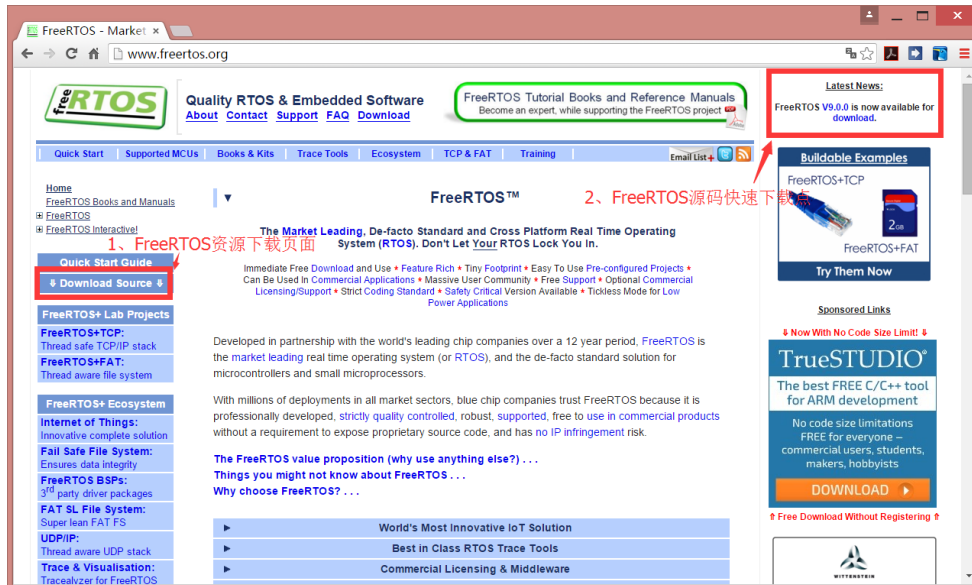 FreeRTOS - Market ×
www.freertos.org
freeRTOS
Quality RTOS & Embedded Software
About Contact Support FAQ Download
FreeRTOS Tutorial Books and Reference Manuals
Become an expert, while supporting the FreeRTOS project
Latest News:
FreeRTOS V9.0.0 is now available for
download.
Quick Start Supported MCUs Books & Kits Trace Tools Ecosystem TCP & FAT Training
Email List
Home
FreeRTOS Books and Manuals
FreeRTOS
FreeRTOS Interactive!
1、FreeRTOS资源下载页面
Quick Start Guide
⇩ Download Source ⇩
FreeRTOS+ Lab Projects
FreeRTOS+TCP:
Thread safe TCP/IP stack
FreeRTOS+FAT:
Thread aware file system
FreeRTOS+ Ecosystem
Internet of Things:
Innovative complete solution
Fail Safe File System:
Ensures data integrity
FreeRTOS BSPs:
3rd party driver packages
FAT SL File System:
Super lean FAT FS
UDP/IP:
Thread aware UDP stack
Trace & Visualisation:
Tracealyzer for FreeRTOS
▼ FreeRTOS™
2、FreeRTOS源码快速下载点
The Market Leading, De-facto Standard and Cross Platform Real Time Operating
System (RTOS). Don't Let Your RTOS Lock You In.
Immediate Free Download and Use * Feature Rich * Tiny Footprint * Easy To Use Pre-configured Projects *
Can Be Used In Commercial Applications * Massive User Community * Free Support * Optional Commercial
Licensing/Support * Strict Coding Standard * Safety Critical Version Available * Tickless Mode for Low
Power Applications
Developed in partnership with the world's leading chip companies over a 12 year period, FreeRTOS is
the market leading real time operating system (or RTOS), and the de-facto standard solution for
microcontrollers and small microprocessors.
With millions of deployments in all market sectors, blue chip companies trust FreeRTOS because it is
professionally developed, strictly quality controlled, robust, supported, free to use in commercial products
without a requirement to expose proprietary source code, and has no IP infringement risk.
The FreeRTOS value proposition (why use anything else?) . . .
Things you might not know about FreeRTOS . . .
Why choose FreeRTOS? . . .
► World's Most Innovative IoT Solution
► Best in Class RTOS Trace Tools
► Commercial Licensing & Middleware
Buildable Examples
FreeRTOS+TCP
2GB
FreeRTOS+FAT
Try Them Now
Sponsored Links
⇩ Now With No Code Size Limit! ⇩
TrueSTUDIO®
The best FREE C/C++ tool
for ARM development
No code size limitations
FREE for everyone –
commercial users, students,
makers, hobbyists
DOWNLOAD
⇧ Free Download Without Registering ⇧
WITTENSTEIN